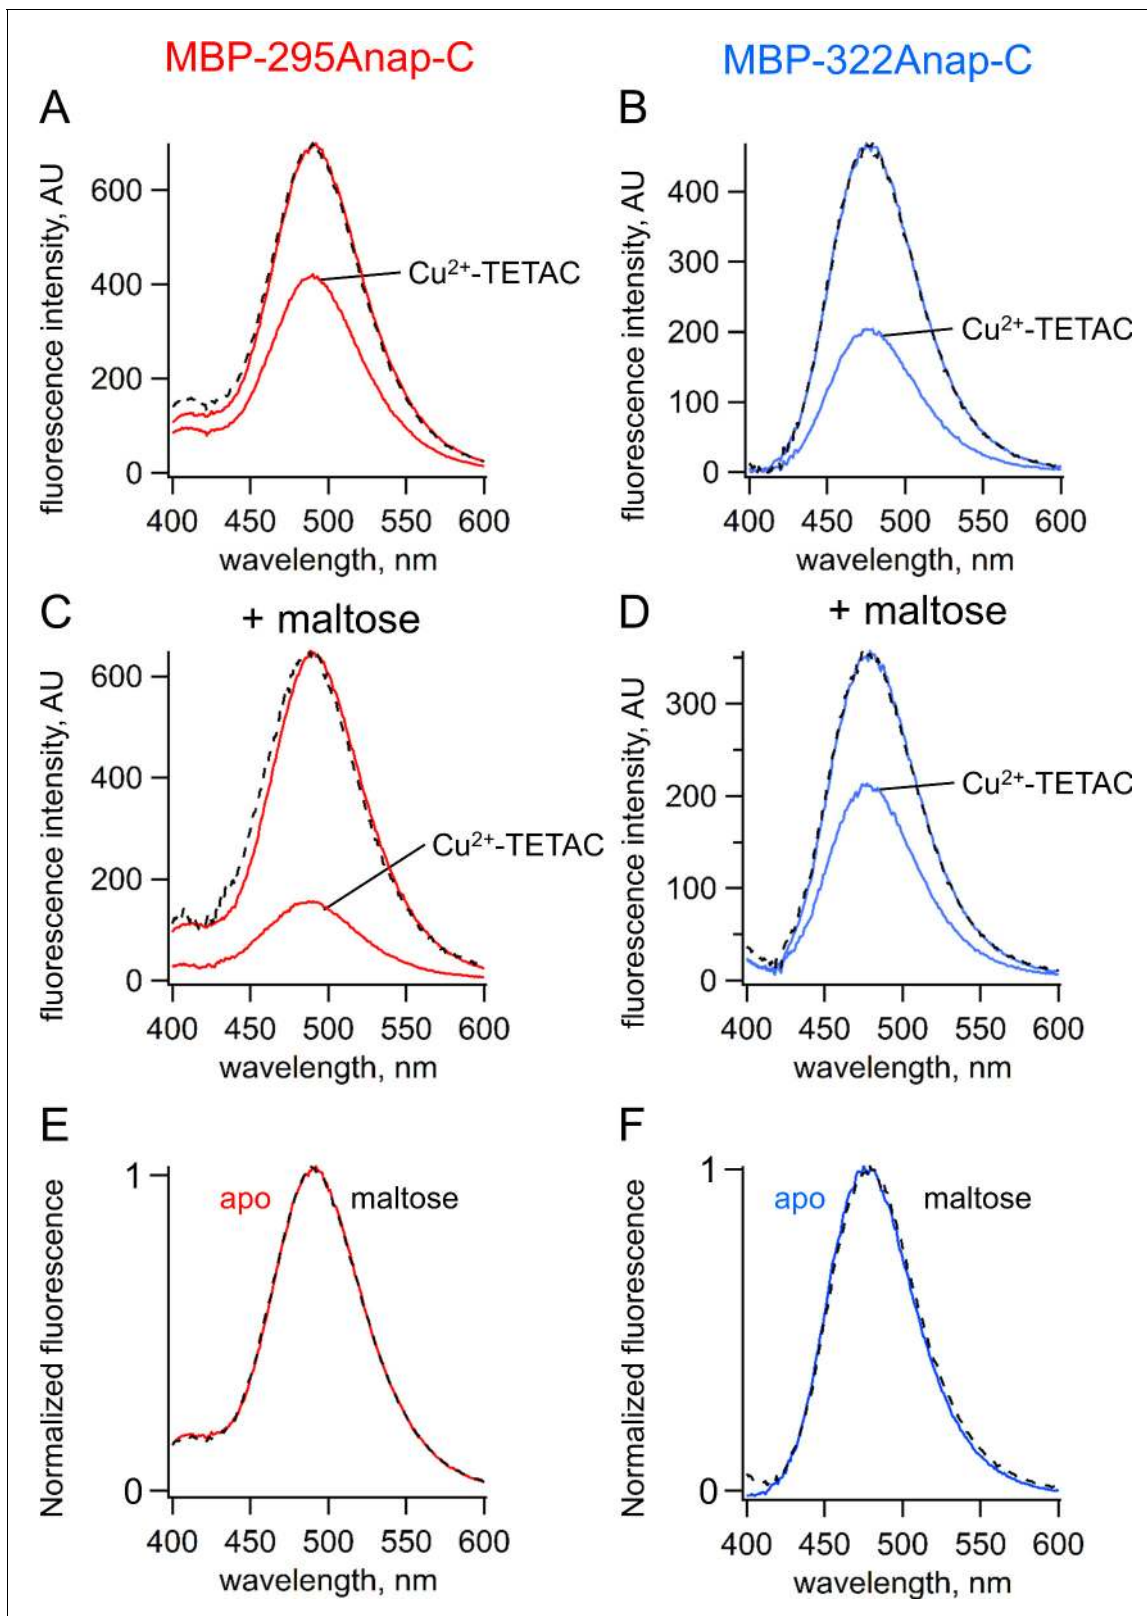 MBP-295Anap-C
MBP-322Anap-C
A
fluorescence intensity, AU
600
400
200
0
Cu²⁺-TETAC
400 450 500 550 600
wavelength, nm
B
fluorescence intensity, AU
400
300
200
100
0
Cu²⁺-TETAC
400 450 500 550 600
wavelength, nm
C
+ maltose
fluorescence intensity, AU
600
400
200
0
Cu²⁺-TETAC
400 450 500 550 600
wavelength, nm
D
+ maltose
fluorescence intensity, AU
300
200
100
0
Cu²⁺-TETAC
400 450 500 550 600
wavelength, nm
E
Normalized fluorescence
1
0
apo
maltose
400 450 500 550 600
wavelength, nm
F
Normalized fluorescence
1
0
apo
maltose
400 450 500 550 600
wavelength, nm